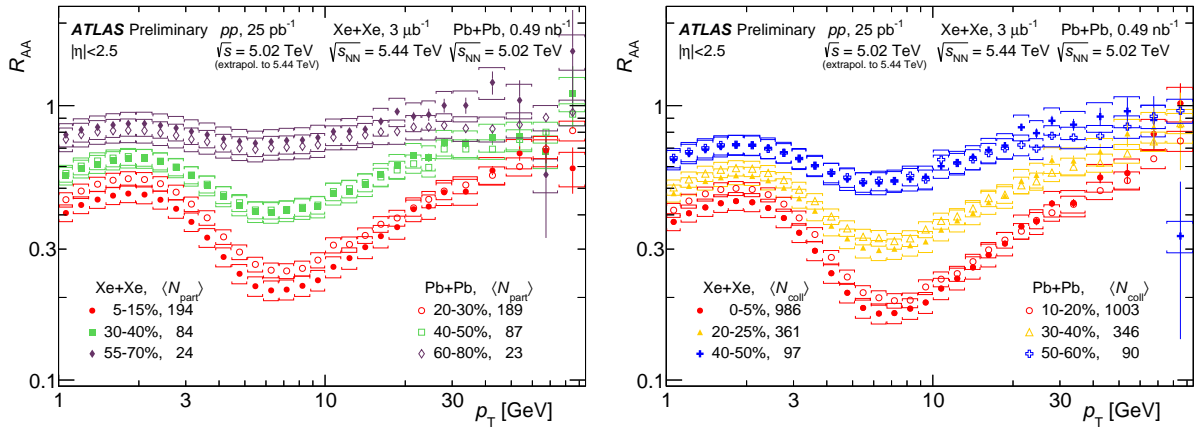 ATLAS Preliminary pp, 25 pb⁻¹ Xe+Xe, 3 μb⁻¹ Pb+Pb, 0.49 nb⁻¹
|η|<2.5 √s = 5.02 TeV √sNN = 5.44 TeV √sNN = 5.02 TeV
(extrapol. to 5.44 TeV)
RAA
1
0.3
0.1
Xe+Xe, ⟨Npart⟩ Pb+Pb, ⟨Npart⟩
5-15%, 194 20-30%, 189
30-40%, 84 40-50%, 87
55-70%, 24 60-80%, 23
1 3 10 30
pT [GeV]
ATLAS Preliminary pp, 25 pb⁻¹ Xe+Xe, 3 μb⁻¹ Pb+Pb, 0.49 nb⁻¹
|η|<2.5 √s = 5.02 TeV √sNN = 5.44 TeV √sNN = 5.02 TeV
(extrapol. to 5.44 TeV)
RAA
1
0.3
0.1
Xe+Xe, ⟨Ncoll⟩ Pb+Pb, ⟨Ncoll⟩
0-5%, 986 10-20%, 1003
20-25%, 361 30-40%, 346
40-50%, 97 50-60%, 90
1 3 10 30
pT [GeV]